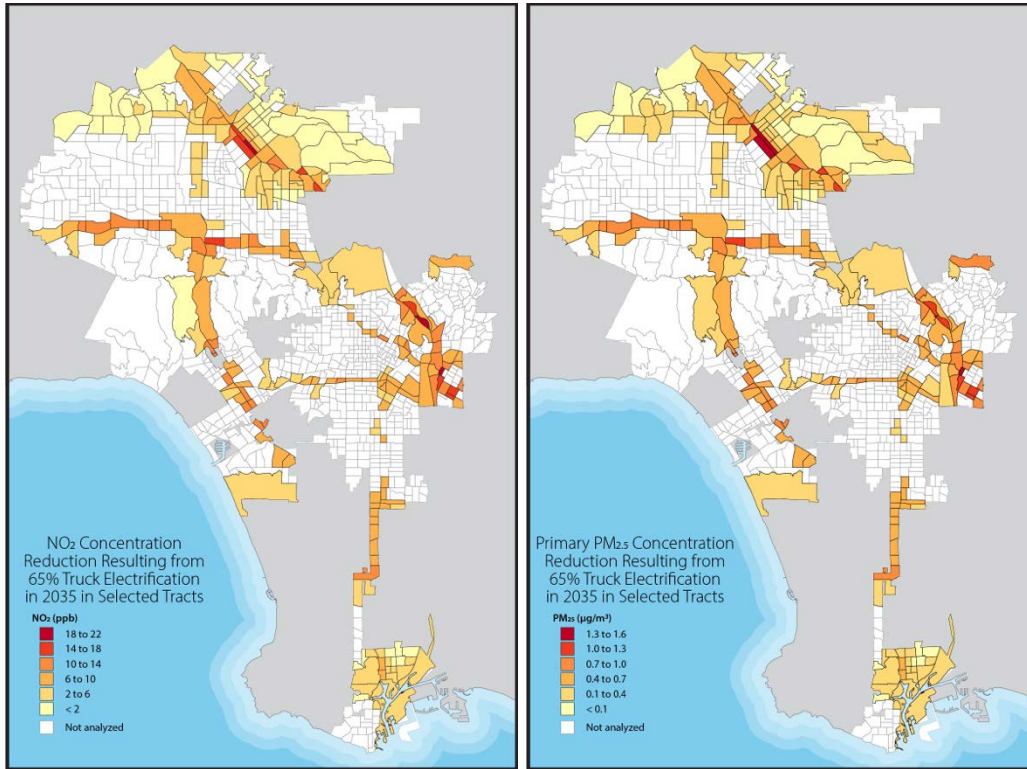 NO₂ Concentration
Reduction Resulting from
65% Truck Electrification
in 2035 in Selected Tracts
NO₂ (ppb)
18 to 22
14 to 18
10 to 14
6 to 10
2 to 6
< 2
Not analyzed
Primary PM₂.₅ Concentration
Reduction Resulting from
65% Truck Electrification
in 2035 in Selected Tracts
PM₂₅ (μg/m³)
1.3 to 1.6
1.0 to 1.3
0.7 to 1.0
0.4 to 0.7
0.1 to 0.4
< 0.1
Not analyzed